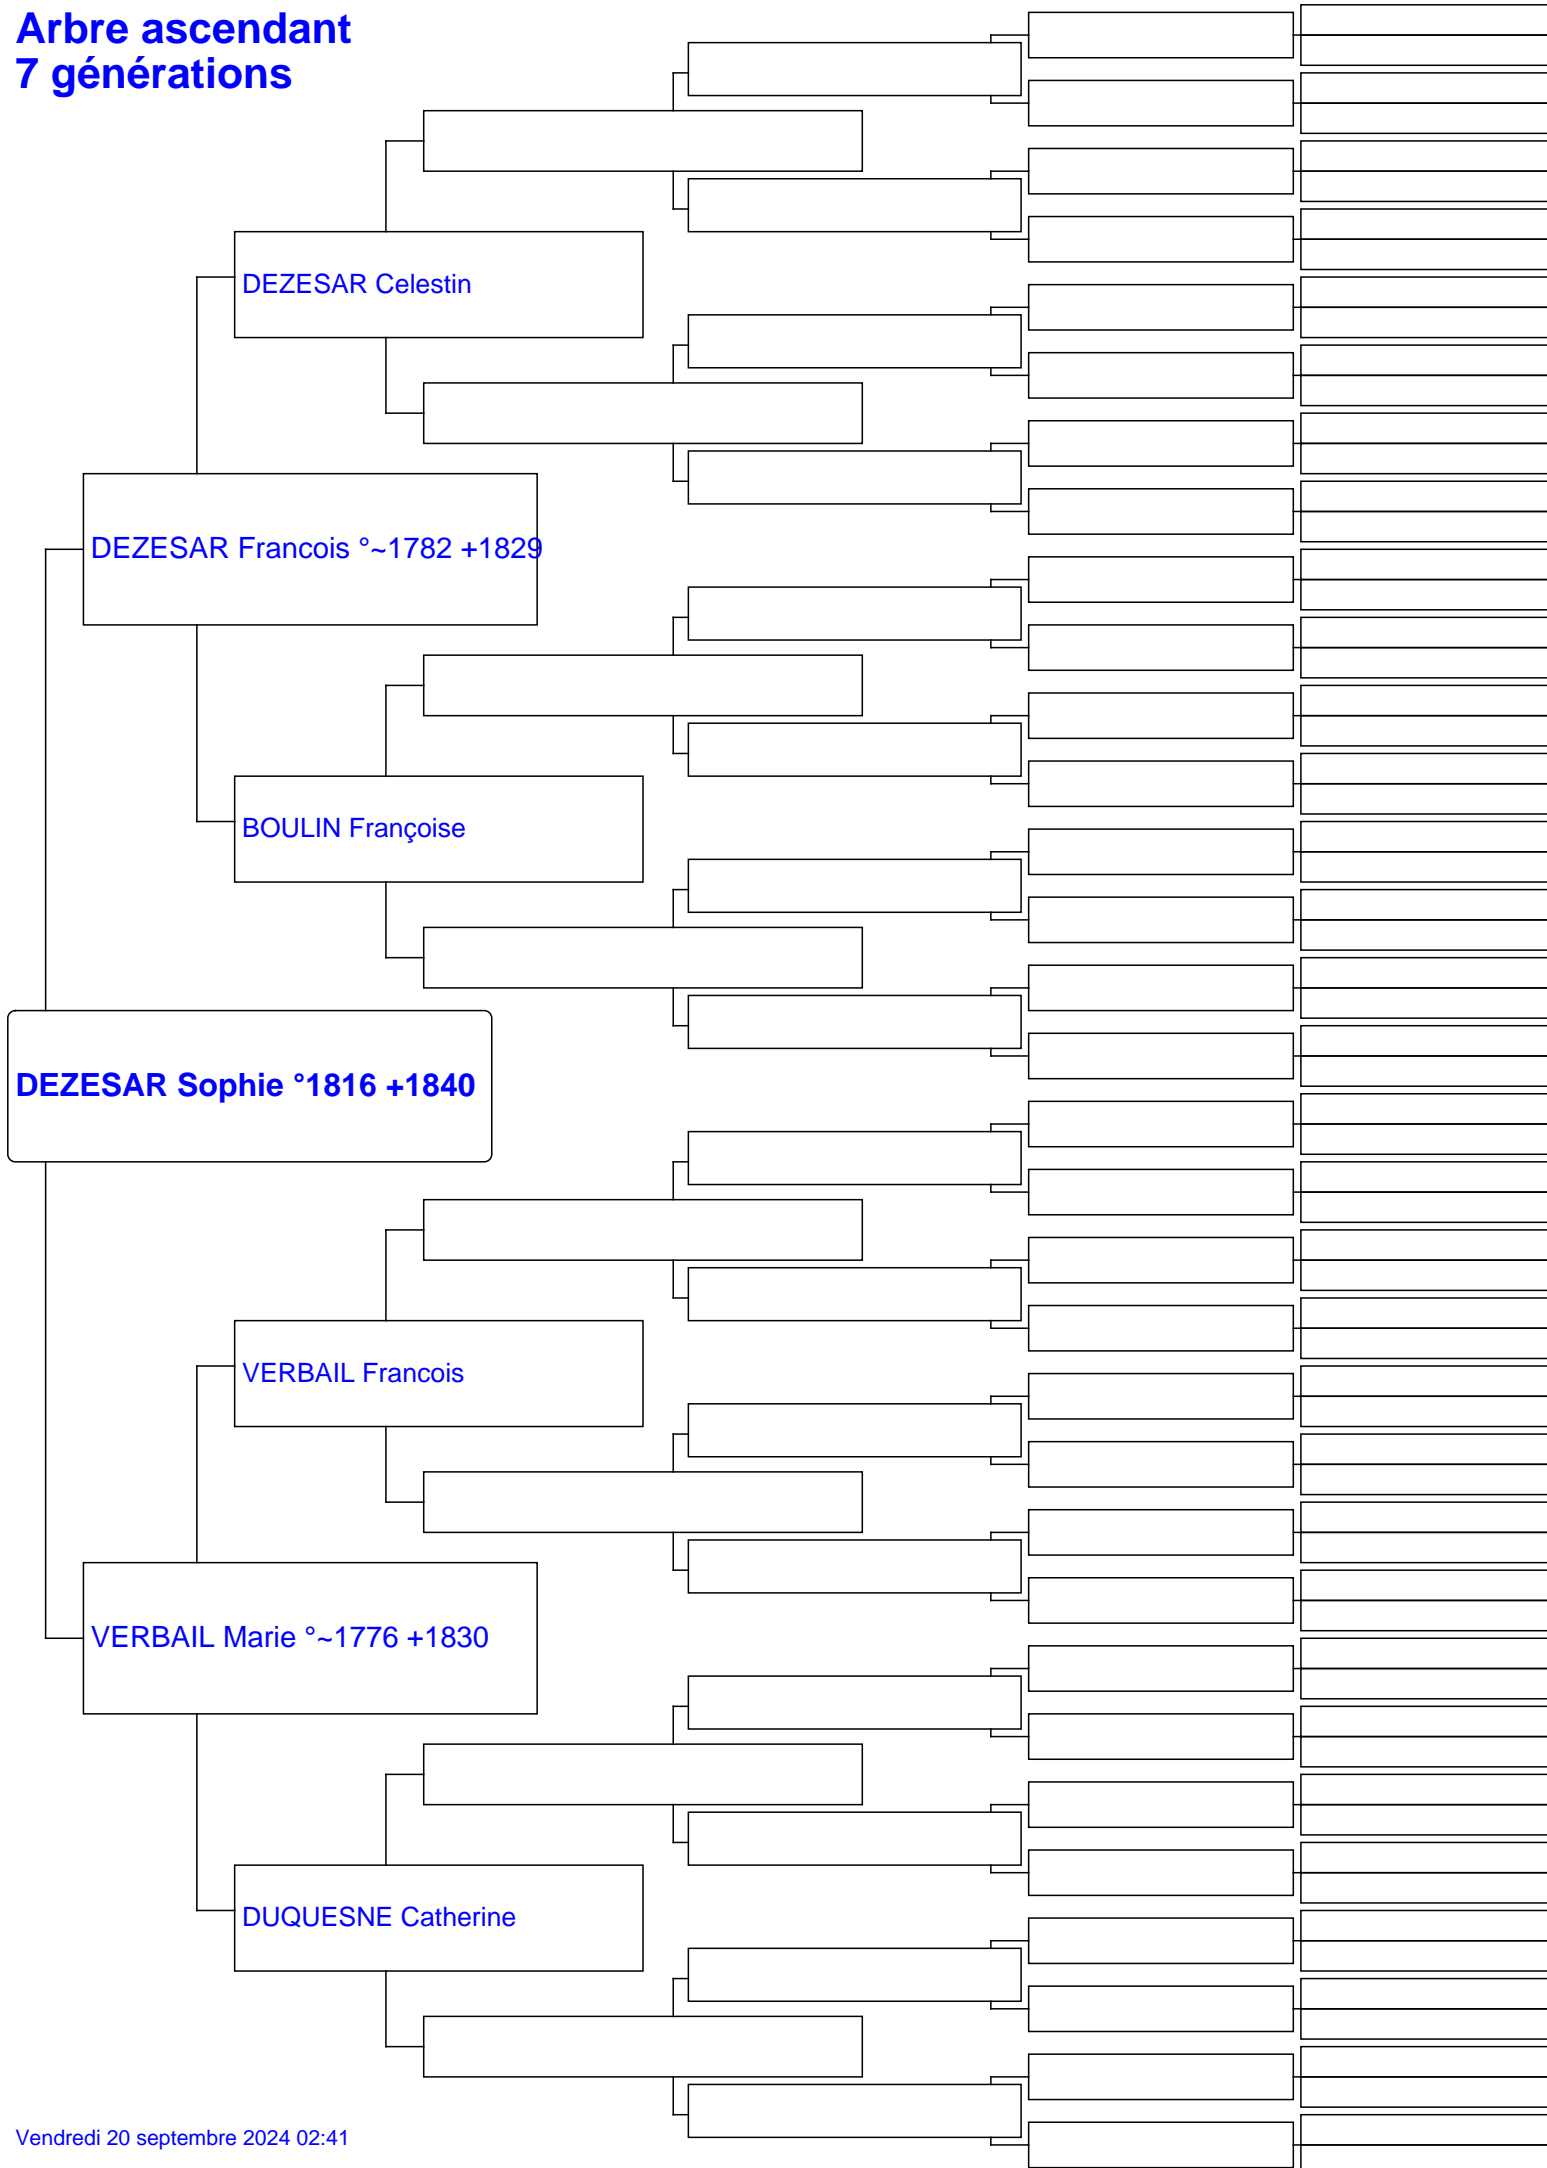 Arbre ascendant
7 générations
DEZESAR Celestin
DEZESAR Francois °~1782 +1829
BOULIN Françoise
DEZESAR Sophie °1816 +1840
VERBAIL Francois
VERBAIL Marie °~1776 +1830
DUQUESNE Catherine
Vendredi 20 septembre 2024 02:41